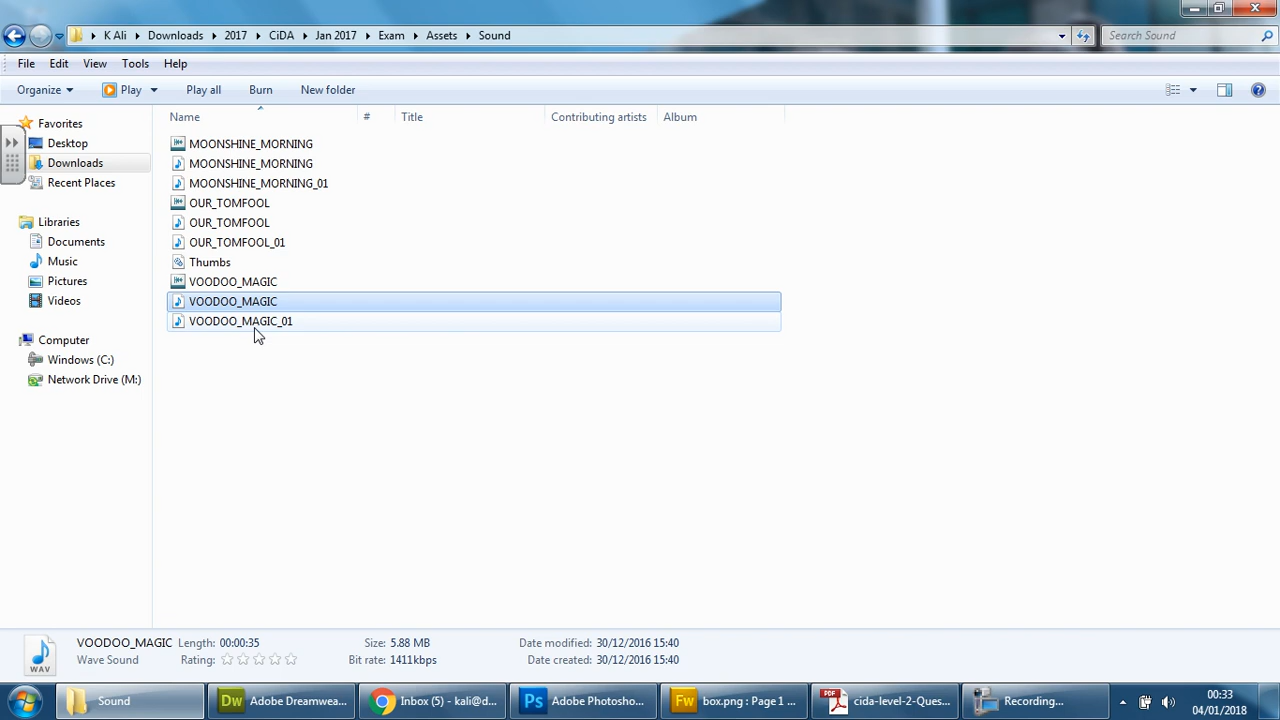 K Ali Downloads 2017 CiDA Jan 2017 Exam Assets Sound Search Sound
File Edit View Tools Help
Organize Play Play all Burn New folder
Name # Title Contributing artists Album
Favorites
Desktop
Downloads
Recent Places
Libraries
Documents
Music
Pictures
Videos
Computer
Windows (C:)
Network Drive (M:)
MOONSHINE_MORNING
MOONSHINE_MORNING
MOONSHINE_MORNING_01
OUR_TOMFOOL
OUR_TOMFOOL
OUR_TOMFOOL_01
Thumbs
VOODOO_MAGIC
VOODOO_MAGIC
VOODOO_MAGIC_01
WAV
VOODOO_MAGIC Length: 00:00:35 Size: 5.88 MB Date modified: 30/12/2016 15:40
Wave Sound Rating: Bit rate: 1411kbps Date created: 30/12/2016 15:40
Sound Dw Adobe Dreamwea... Inbox (5) - kali@d... Ps Adobe Photosho... Fw box.png : Page 1 ... PDF cida-level-2-Ques... Recording...
00:33
04/01/2018